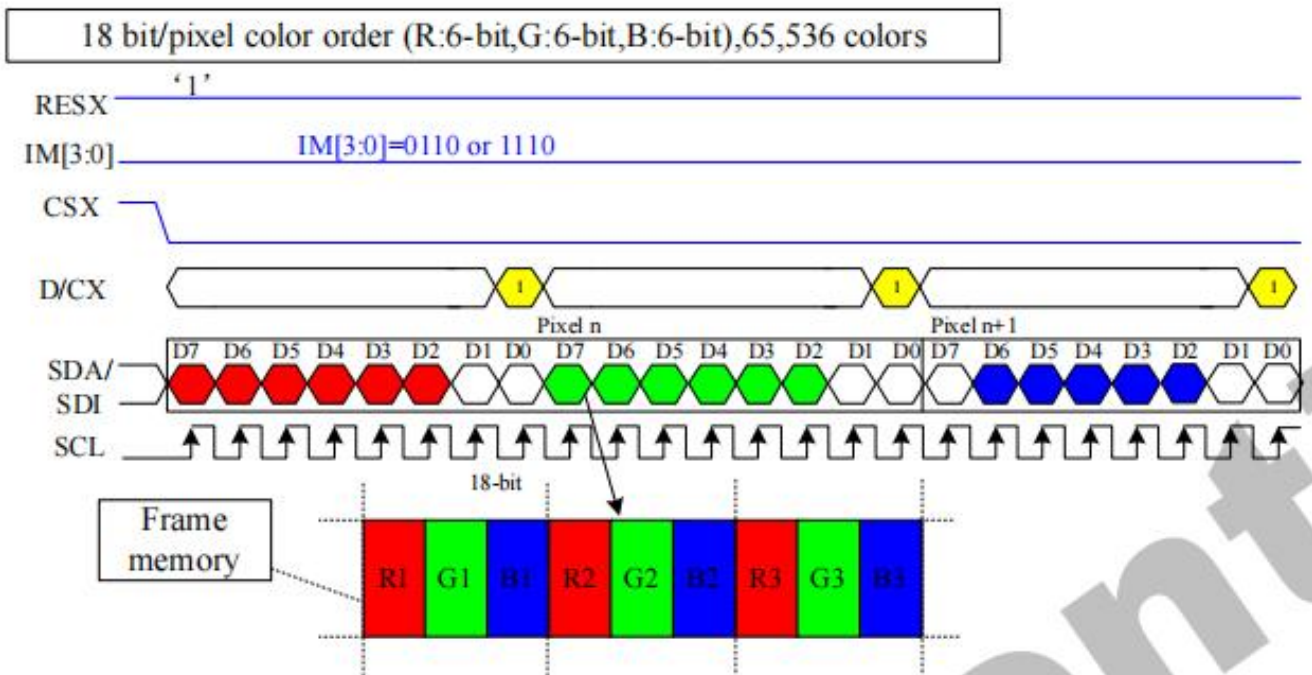 18 bit/pixel color order (R:6-bit,G:6-bit,B:6-bit),65,536 colors
‘1’
RESX
IM[3:0]
IM[3:0]=0110 or 1110
CSX
D/CX
1 1 1
Pixel n Pixel n+1
D7 D6 D5 D4 D3 D2 D1 D0 D7 D6 D5 D4 D3 D2 D1 D0 D7 D6 D5 D4 D3 D2 D1 D0
SDA/
SDI
SCL
18-bit
Frame
memory
R1 G1 B1 R2 G2 B2 R3 G3 B3